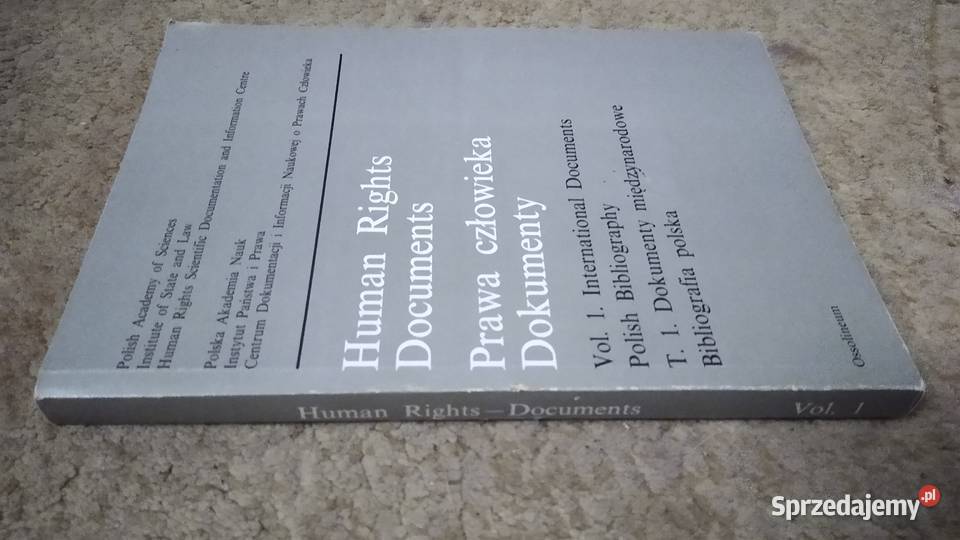 Polish Academy of Sciences
Institute of State and Law
Human Rights Scientific Documentation and Information Centre
Polska Akademia Nauk
Instytut Państwa i Prawa
Centrum Dokumentacji i Informacji Naukowej o Prawach Człowieka
Human Rights
Documents
Prawa człowieka
Dokumenty
Vol. 1. International Documents
Polish Bibliography
T. 1. Dokumenty międzynarodowe
Bibliografia polska
Ossolineum
Human Rights—Documents Vol. 1
Sprzedajemy.pl